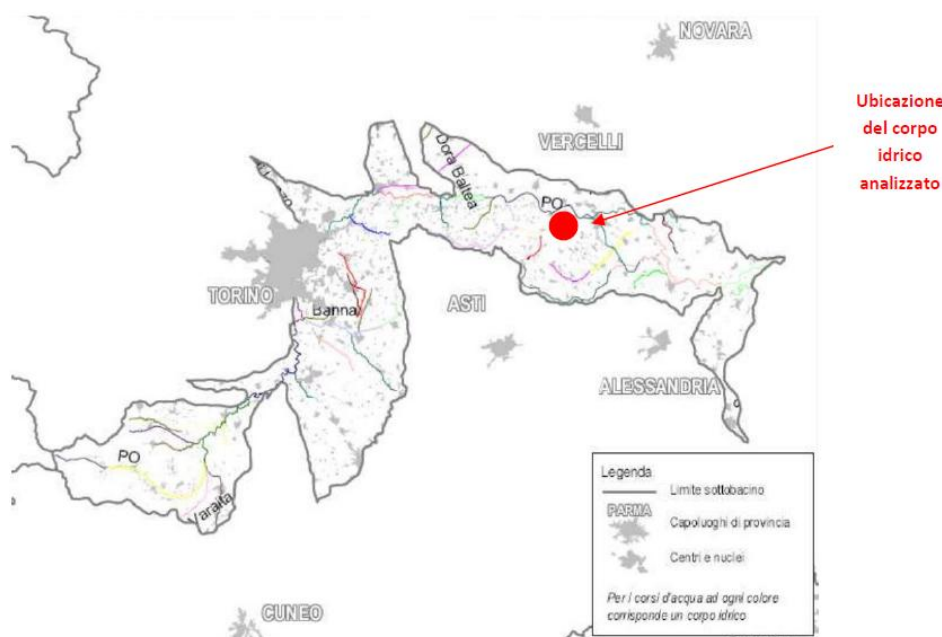 NOVARA
Ubicazione
del corpo
idrico
analizzato
VERCELLI
Dora Baltea
PO
TORINO
Banna
ASTI
ALESSANDRIA
PO
Varaita
CUNEO
Legenda
Limite sottobacino
PARMA
Capoluoghi di provincia
Centri e nuclei
Per i corsi d'acqua ad ogni colore
corrisponde un corpo idrico